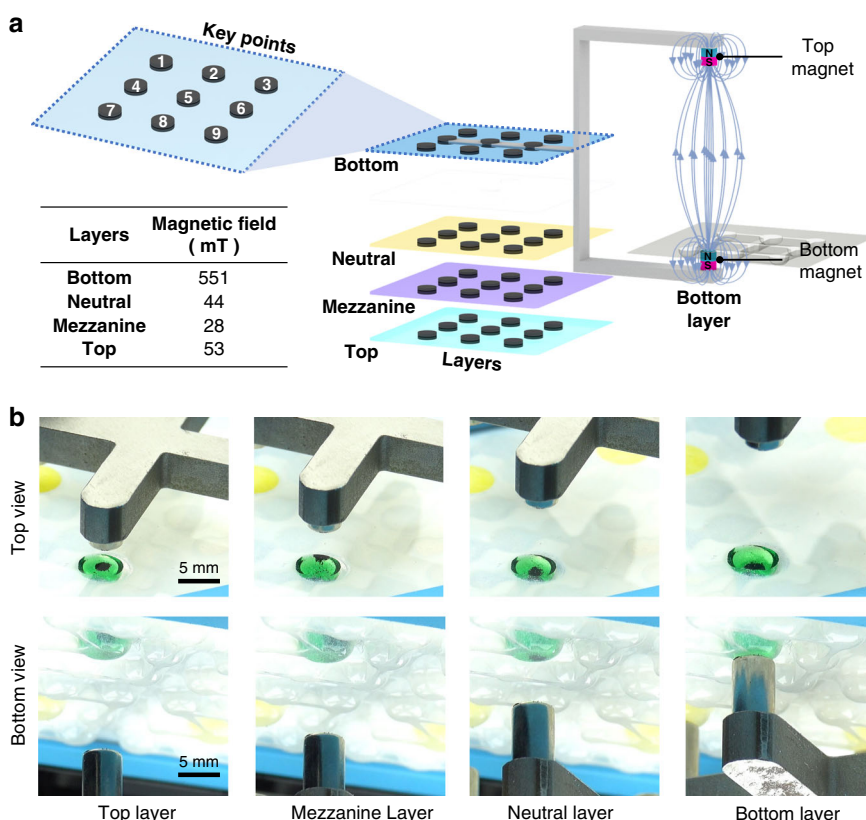 a
Key points
1
2
3
4
5
6
7
8
9
Bottom
Neutral
Mezzanine
Top
Layers
N
S
Top
magnet
N
S
Bottom
magnet
Bottom
layer
Layers Magnetic field
( mT )
Bottom 551
Neutral 44
Mezzanine 28
Top 53
b
Top view
5 mm
Bottom view
5 mm
Top layer
Mezzanine Layer
Neutral layer
Bottom layer